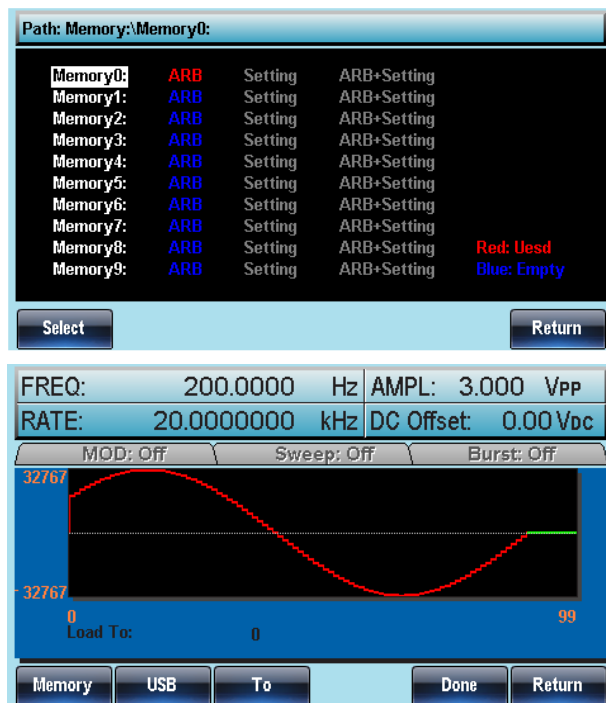 Path: Memory:\Memory0:
Memory0: ARB Setting ARB+Setting
Memory1: ARB Setting ARB+Setting
Memory2: ARB Setting ARB+Setting
Memory3: ARB Setting ARB+Setting
Memory4: ARB Setting ARB+Setting
Memory5: ARB Setting ARB+Setting
Memory6: ARB Setting ARB+Setting
Memory7: ARB Setting ARB+Setting
Memory8: ARB Setting ARB+Setting Red: Uesd
Memory9: ARB Setting ARB+Setting Blue: Empty
Select Return
FREQ: 200.0000 Hz AMPL: 3.000 VPP
RATE: 20.0000000 kHz DC Offset: 0.00 VDC
MOD: Off Sweep: Off Burst: Off
32767
- 32767
0 99
Load To: 0
Memory USB To Done Return